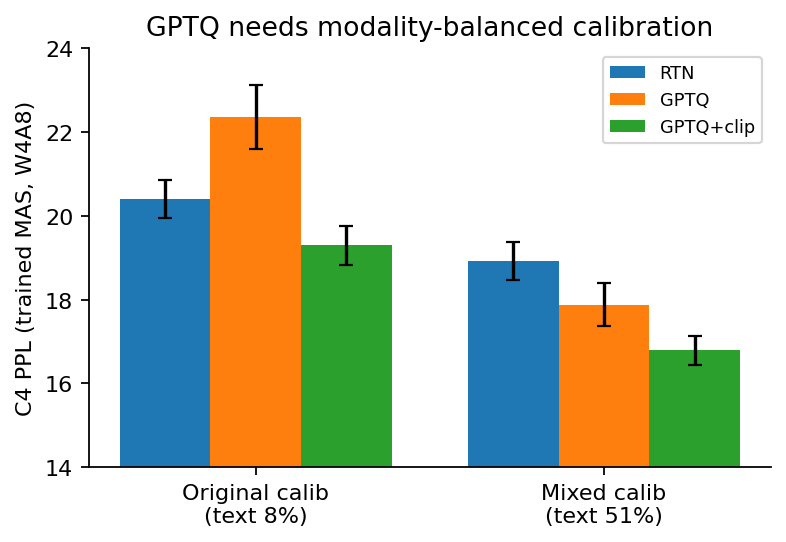 GPTQ needs modality-balanced calibration
C4 PPL (trained MAS, W4A8)
24
22
20
18
16
14
RTN
GPTQ
GPTQ+clip
Original calib
(text 8%)
Mixed calib
(text 51%)